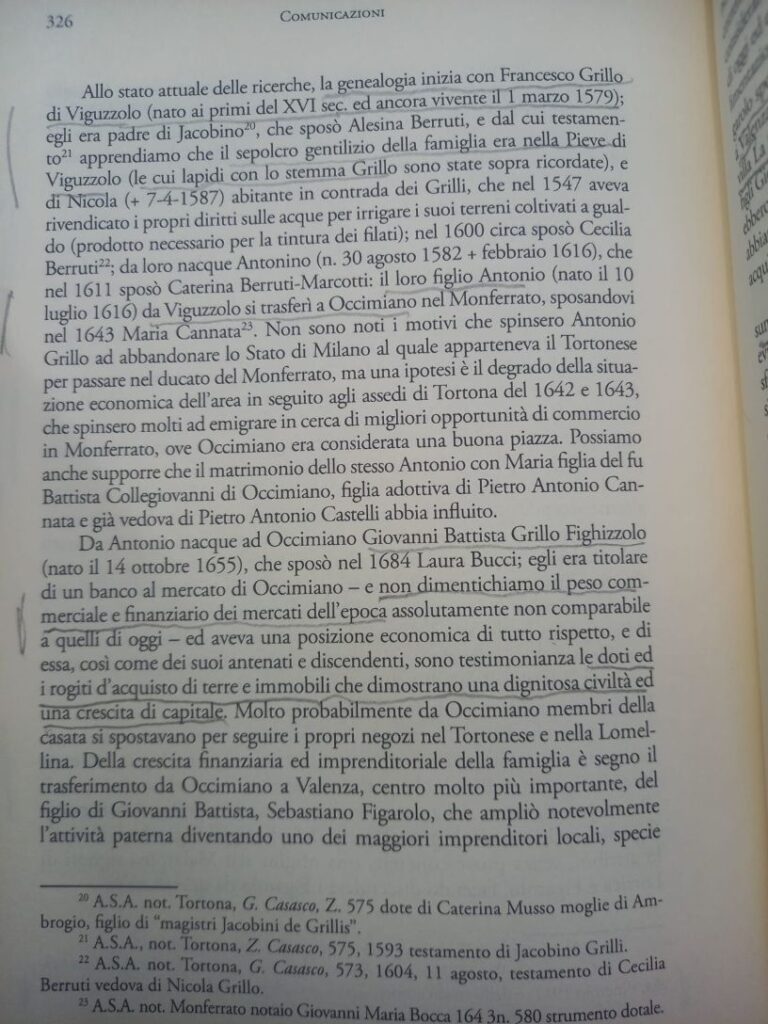 326
COMUNICAZIONI
Allo stato attuale delle ricerche, la genealogia inizia con Francesco Grillo
di Viguzzolo (nato ai primi del XVI sec. ed ancora vivente il 1 marzo 1579);
egli era padre di Jacobino20, che sposò Alesina Berruti, e dal cui testamen-
to21 apprendiamo che il sepolcro gentilizio della famiglia era nella Pieve di
Viguzzolo (le cui lapidi con lo stemma Grillo sono state sopra ricordate), e
di Nicola (+ 7-4-1587) abitante in contrada dei Grilli, che nel 1547 aveva
rivendicato i propri diritti sulle acque per irrigare i suoi terreni coltivati a gual-
do (prodotto necessario per la tintura dei filati); nel 1600 circa sposò Cecilia
Berruti22; da loro nacque Antonino (n. 30 agosto 1582 + febbraio 1616), che
nel 1611 sposò Caterina Berruti-Marcotti: il loro figlio Antonio (nato il 10
luglio 1616) da Viguzzolo si trasferì a Occimiano nel Monferrato, sposandovi
nel 1643 Maria Cannata23. Non sono noti i motivi che spinsero Antonio
Grillo ad abbandonare lo Stato di Milano al quale apparteneva il Tortonese
per passare nel ducato del Monferrato, ma una ipotesi è il degrado della situa-
zione economica dell'area in seguito agli assedi di Tortona del 1642 e 1643,
che spinsero molti ad emigrare in cerca di migliori opportunità di commercio
in Monferrato, ove Occimiano era considerata una buona piazza. Possiamo
anche supporre che il matrimonio dello stesso Antonio con Maria figlia del fu
Battista Collegiovanni di Occimiano, figlia adottiva di Pietro Antonio Can-
nata e già vedova di Pietro Antonio Castelli abbia influito.
Da Antonio nacque ad Occimiano Giovanni Battista Grillo Fighizzolo
(nato il 14 ottobre 1655), che sposò nel 1684 Laura Bucci; egli era titolare
di un banco al mercato di Occimiano – e non dimentichiamo il peso com-
merciale e finanziario dei mercati dell'epoca assolutamente non comparabile
a quelli di oggi – ed aveva una posizione economica di tutto rispetto, e di
essa, così come dei suoi antenati e discendenti, sono testimonianza le doti ed
i rogiti d'acquisto di terre e immobili che dimostrano una dignitosa civiltà ed
una crescita di capitale. Molto probabilmente da Occimiano membri della
casata si spostavano per seguire i propri negozi nel Tortonese e nella Lomel-
lina. Della crescita finanziaria ed imprenditoriale della famiglia è segno il
trasferimento da Occimiano a Valenza, centro molto più importante, del
figlio di Giovanni Battista, Sebastiano Figarolo, che ampliò notevolmente
l'attività paterna diventando uno dei maggiori imprenditori locali, specie
20 A.S.A. not. Tortona, G. Casasco, Z. 575 dote di Caterina Musso moglie di Am-
brogio, figlio di "magistri Jacobini de Grillis".
21 A.S.A., not. Tortona, Z. Casasco, 575, 1593 testamento di Jacobino Grilli.
22 A.S.A. not. Tortona, G. Casasco, 573, 1604, 11 agosto, testamento di Cecilia
Berruti vedova di Nicola Grillo.
23 A.S.A. not. Monferrato notaio Giovanni Maria Bocca 164 3n. 580 strumento dotale.